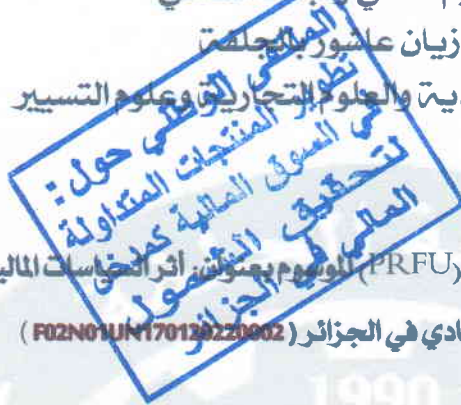 زيان عاشور بالجلفة
دية والعلوم التجارية وعلوم التسيير
الملتقى الوطني حول:
تطوير المنتجات المتداولة
في السوق المالية كمدخل
لتحقيق الشمول
المالي في الجزائر
(PRFU) الموسوم بعنوان: أثر السياسات المالية
ادي في الجزائر (F02N01UN170120220002)
1990